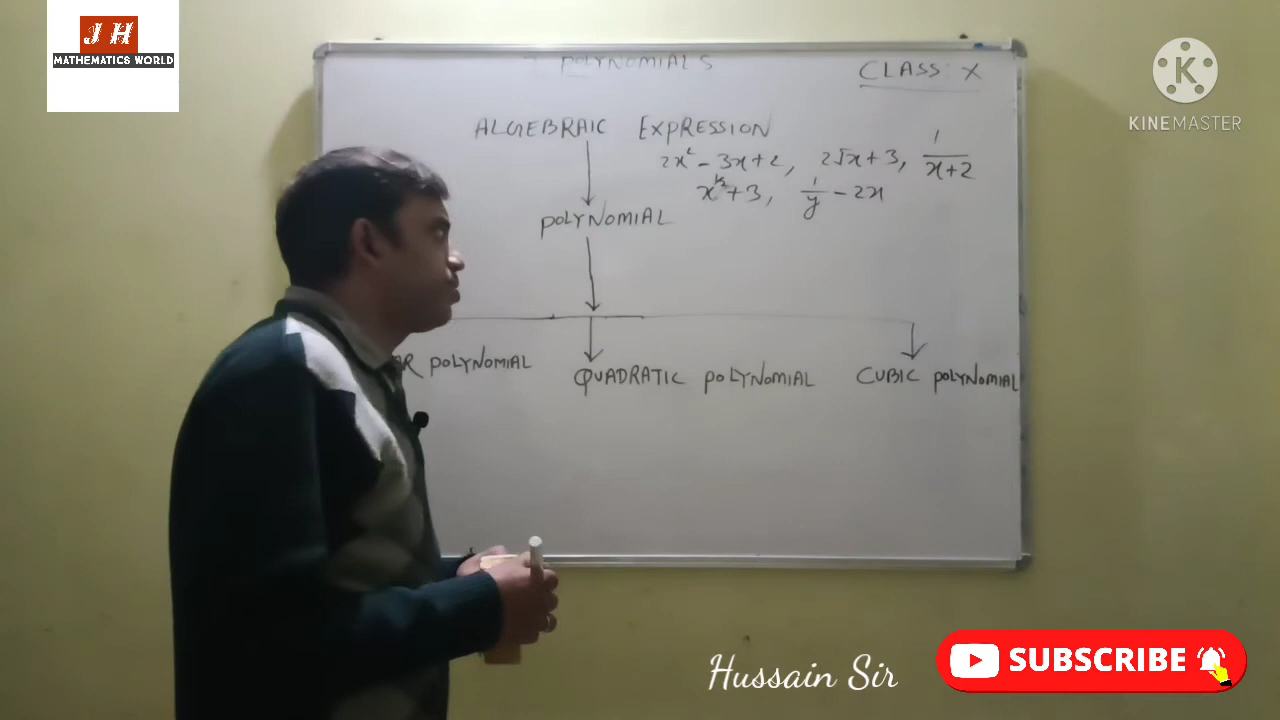 J H
MATHEMATICS WORLD
POLYNOMIALS
CLASS: X
K
KINEMASTER
ALGEBRAIC EXPRESSION
2x² - 3x + 2, 2√x + 3, 1/(x+2)
x^½ + 3, 1/y - 2x
POLYNOMIAL
AR POLYNOMIAL
QUADRATIC POLYNOMIAL
CUBIC POLYNOMIAL
Hussain Sir
SUBSCRIBE